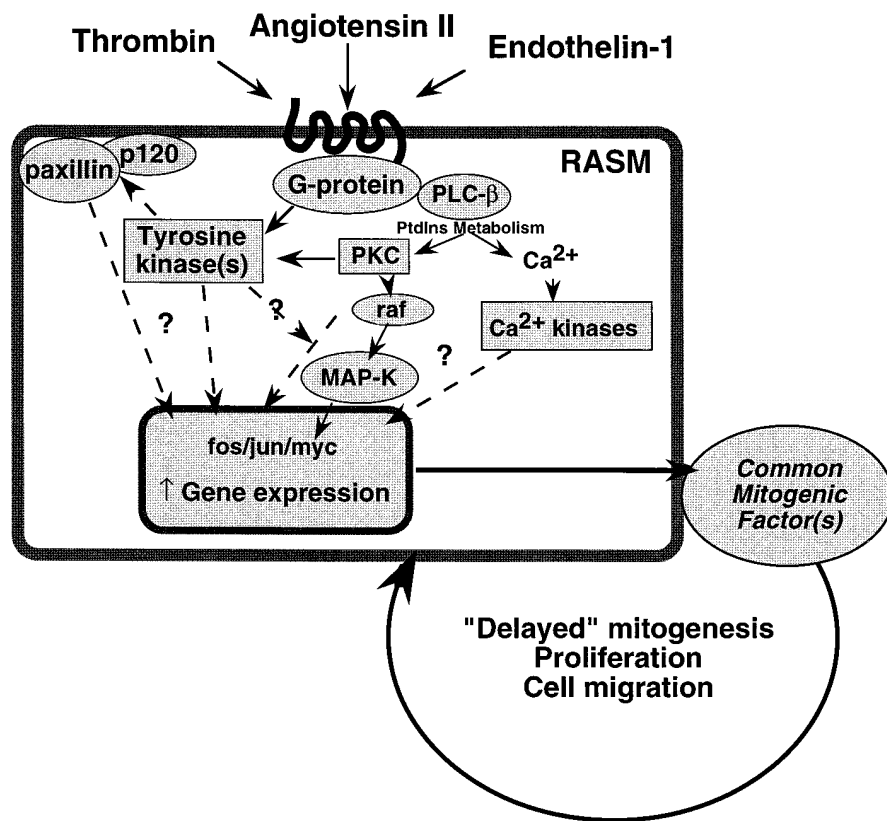 Thrombin
Angiotensin II
Endothelin-1
RASM
paxillin
p120
G-protein
PLC-β
PtdIns Metabolism
Tyrosine
kinase(s)
PKC
Ca²⁺
raf
Ca²⁺ kinases
?
?
?
MAP-K
fos/jun/myc
↑ Gene expression
Common
Mitogenic
Factor(s)
"Delayed" mitogenesis
Proliferation
Cell migration